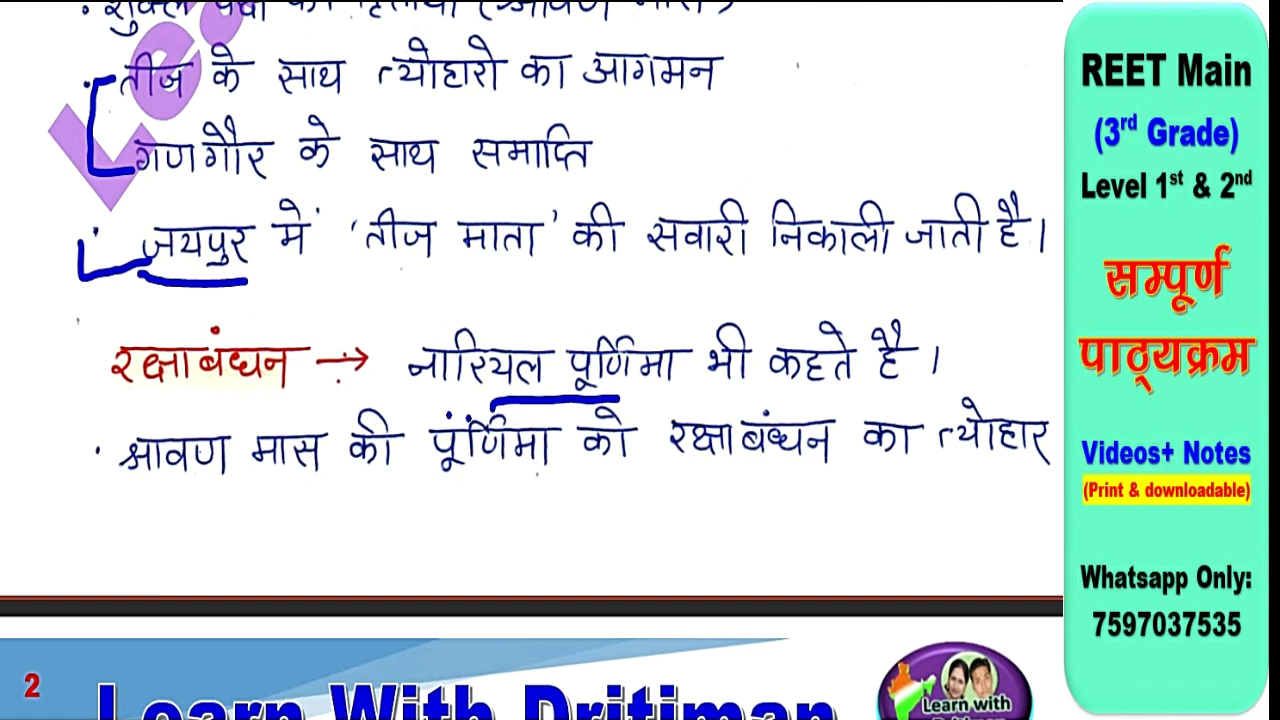 तीज के साथ त्योहारो का आगमन
गणगौर के साथ समाप्ति
जयपुर में 'तीज माता' की सवारी निकाली जाती है।
रक्षाबंधन → नारियल पूर्णिमा भी कहते है।
श्रावण मास की पूंर्णिमा को रक्षाबंधन का त्योहार
2
Learn With Dritiman
Learn with
REET Main
(3rd Grade)
Level 1st & 2nd
सम्पूर्ण
पाठ्यक्रम
Videos+ Notes
(Print & downloadable)
Whatsapp Only:
7597037535